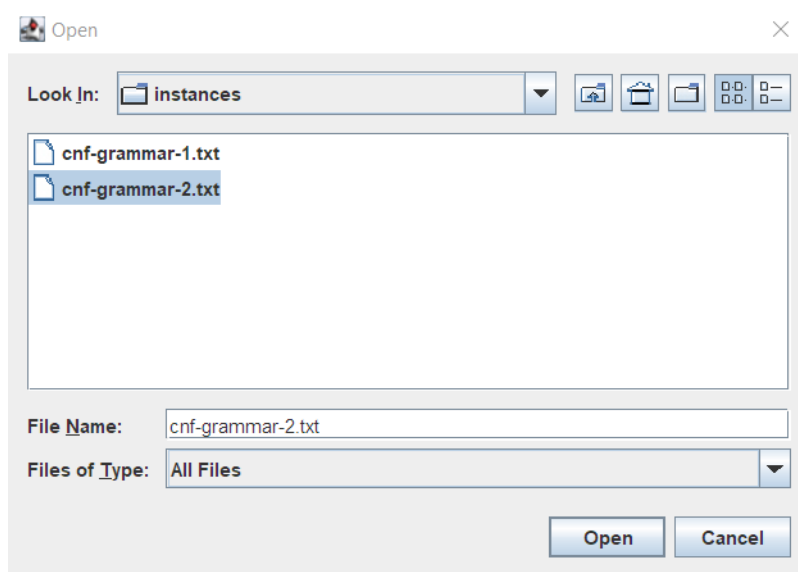 Open
Look In: instances
cnf-grammar-1.txt
cnf-grammar-2.txt
File Name: cnf-grammar-2.txt
Files of Type: All Files
Open Cancel